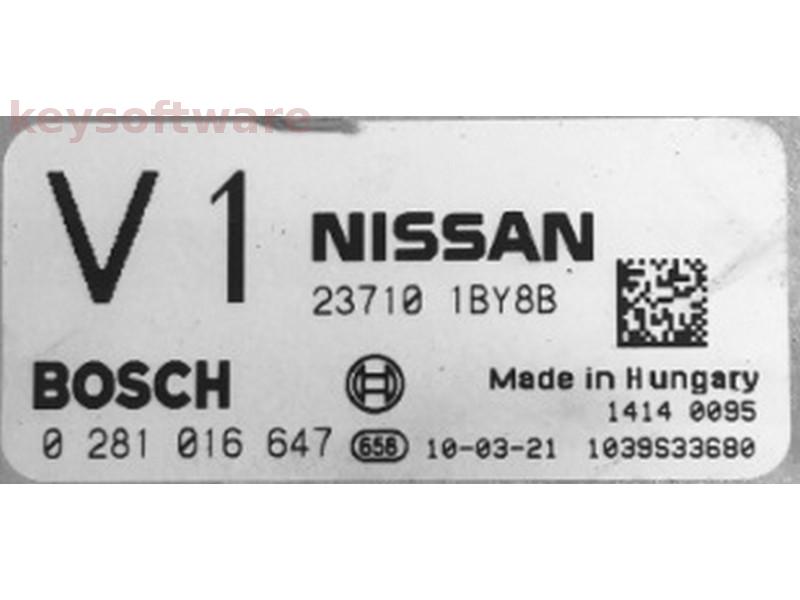 keysoftware
V1
NISSAN
23710 1BY8B
BOSCH
Made in Hungary
1414 0095
0 281 016 647 658 10-03-21 1039S33680